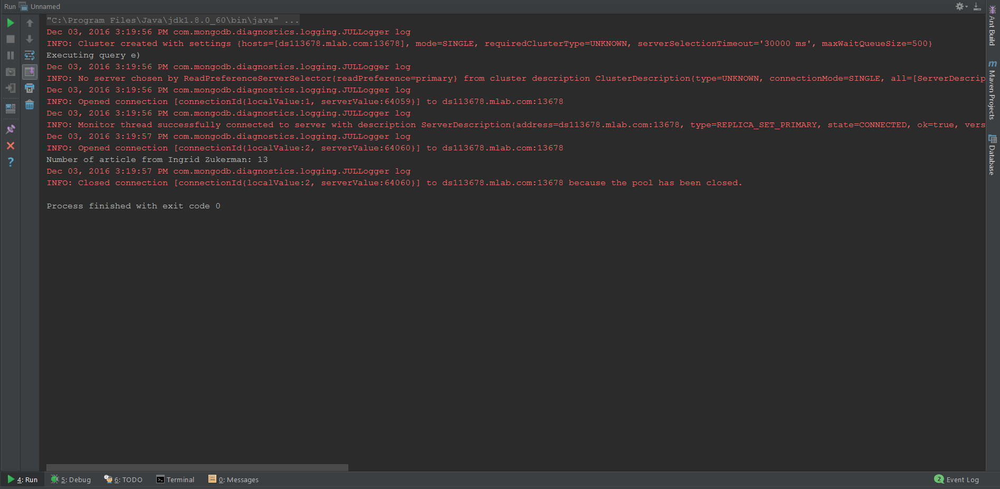 Run Unnamed
"C:\Program Files\Java\jdk1.8.0_60\bin\java" ...
Dec 03, 2016 3:19:56 PM com.mongodb.diagnostics.logging.JULLogger log
INFO: Cluster created with settings {hosts=[ds113678.mlab.com:13678], mode=SINGLE, requiredClusterType=UNKNOWN, serverSelectionTimeout='30000 ms', maxWaitQueueSize=500}
Executing query e)
Dec 03, 2016 3:19:56 PM com.mongodb.diagnostics.logging.JULLogger log
INFO: No server chosen by ReadPreferenceServerSelector{readPreference=primary} from cluster description ClusterDescription{type=UNKNOWN, connectionMode=SINGLE, all=[ServerDescrip
Dec 03, 2016 3:19:56 PM com.mongodb.diagnostics.logging.JULLogger log
INFO: Opened connection [connectionId{localValue:1, serverValue:64059}] to ds113678.mlab.com:13678
Dec 03, 2016 3:19:56 PM com.mongodb.diagnostics.logging.JULLogger log
INFO: Monitor thread successfully connected to server with description ServerDescription{address=ds113678.mlab.com:13678, type=REPLICA_SET_PRIMARY, state=CONNECTED, ok=true, vers
Dec 03, 2016 3:19:57 PM com.mongodb.diagnostics.logging.JULLogger log
INFO: Opened connection [connectionId{localValue:2, serverValue:64060}] to ds113678.mlab.com:13678
Number of article from Ingrid Zukerman: 13
Dec 03, 2016 3:19:57 PM com.mongodb.diagnostics.logging.JULLogger log
INFO: Closed connection [connectionId{localValue:2, serverValue:64060}] to ds113678.mlab.com:13678 because the pool has been closed.
Process finished with exit code 0
Ant Build
m Maven Projects
Database
4: Run 5: Debug 6: TODO Terminal 0: Messages 2 Event Log